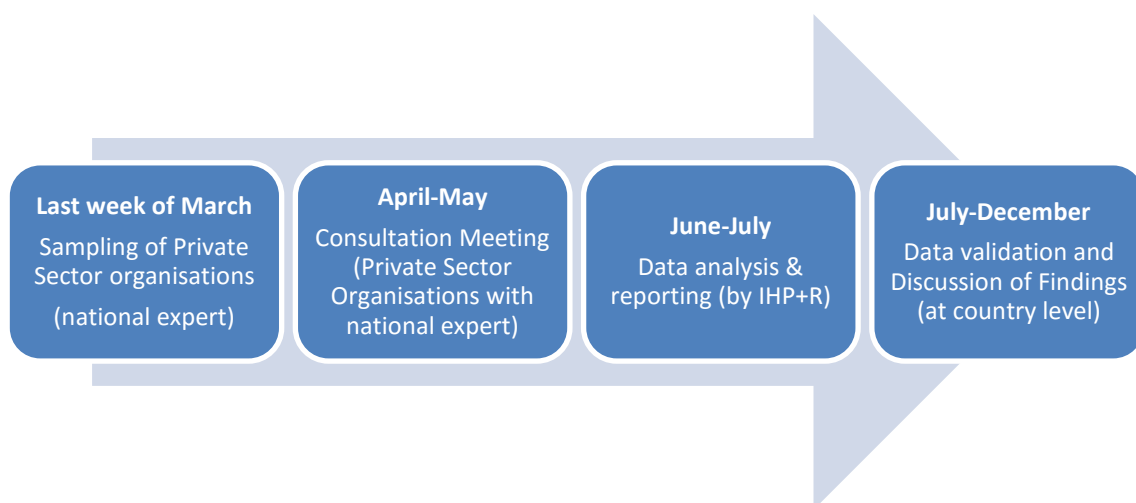 Last week of March
Sampling of Private
Sector organisations
(national expert)
April-May
Consultation Meeting
(Private Sector
Organisations with
national expert)
June-July
Data analysis &
reporting (by IHP+R)
July-December
Data validation and
Discussion of Findings
(at country level)